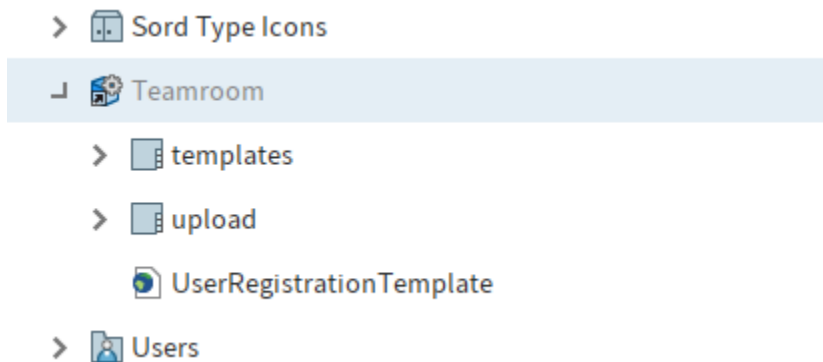 Sord Type Icons
Teamroom
templates
upload
UserRegistrationTemplate
Users